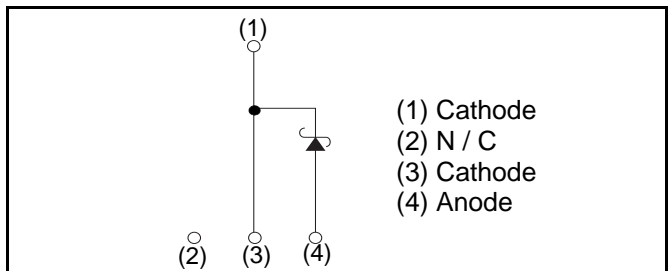 (1)
(1) Cathode
(2) N / C
(3) Cathode
(4) Anode
(2) (3) (4)